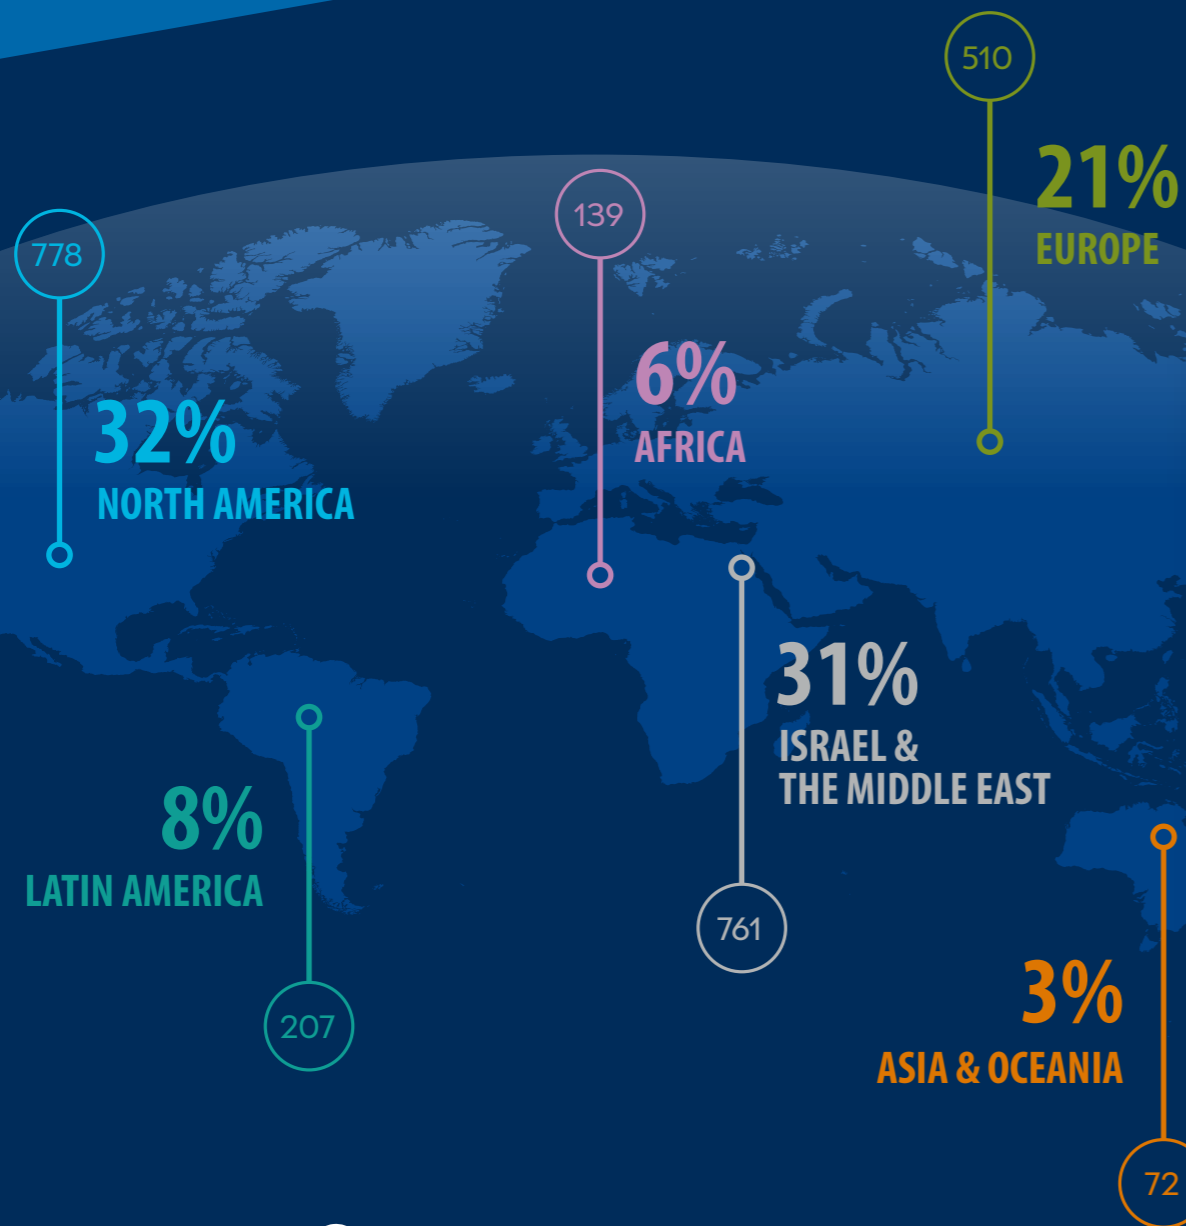 510
21%
EUROPE
139
778
6%
AFRICA
32%
NORTH AMERICA
31%
ISRAEL &
THE MIDDLE EAST
8%
LATIN AMERICA
761
3%
ASIA & OCEANIA
207
72